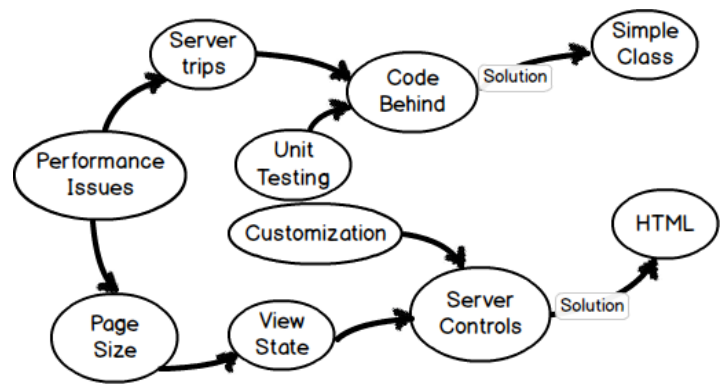 Server
trips
Simple
Class
Code
Behind
Solution
Performance
Issues
Unit
Testing
Customization
HTML
Page
Size
View
State
Server
Controls
Solution